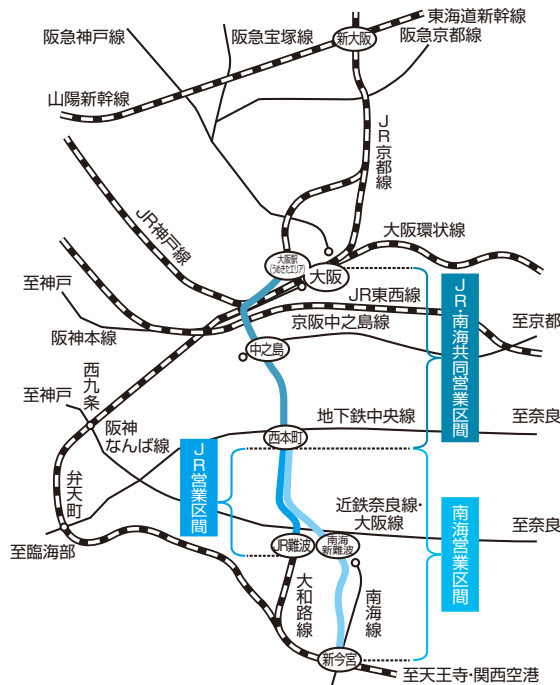 東海道新幹線
阪急神戸線
阪急宝塚線
新大阪
阪急京都線
山陽新幹線
JR京都線
JR神戸線
大阪環状線
大阪駅
(うめきたエリア)
大阪
至神戸
JR東西線
京阪中之島線
至京都
阪神本線
中之島
JR・南海共同営業区間
西九条
至神戸
阪神
なんば線
地下鉄中央線
至奈良
西本町
JR営業区間
弁天町
近鉄奈良線・
大阪線
至奈良
南海営業区間
至臨海部
JR難波
南海
新難波
大和路線
南海線
新今宮
至天王寺・関西空港